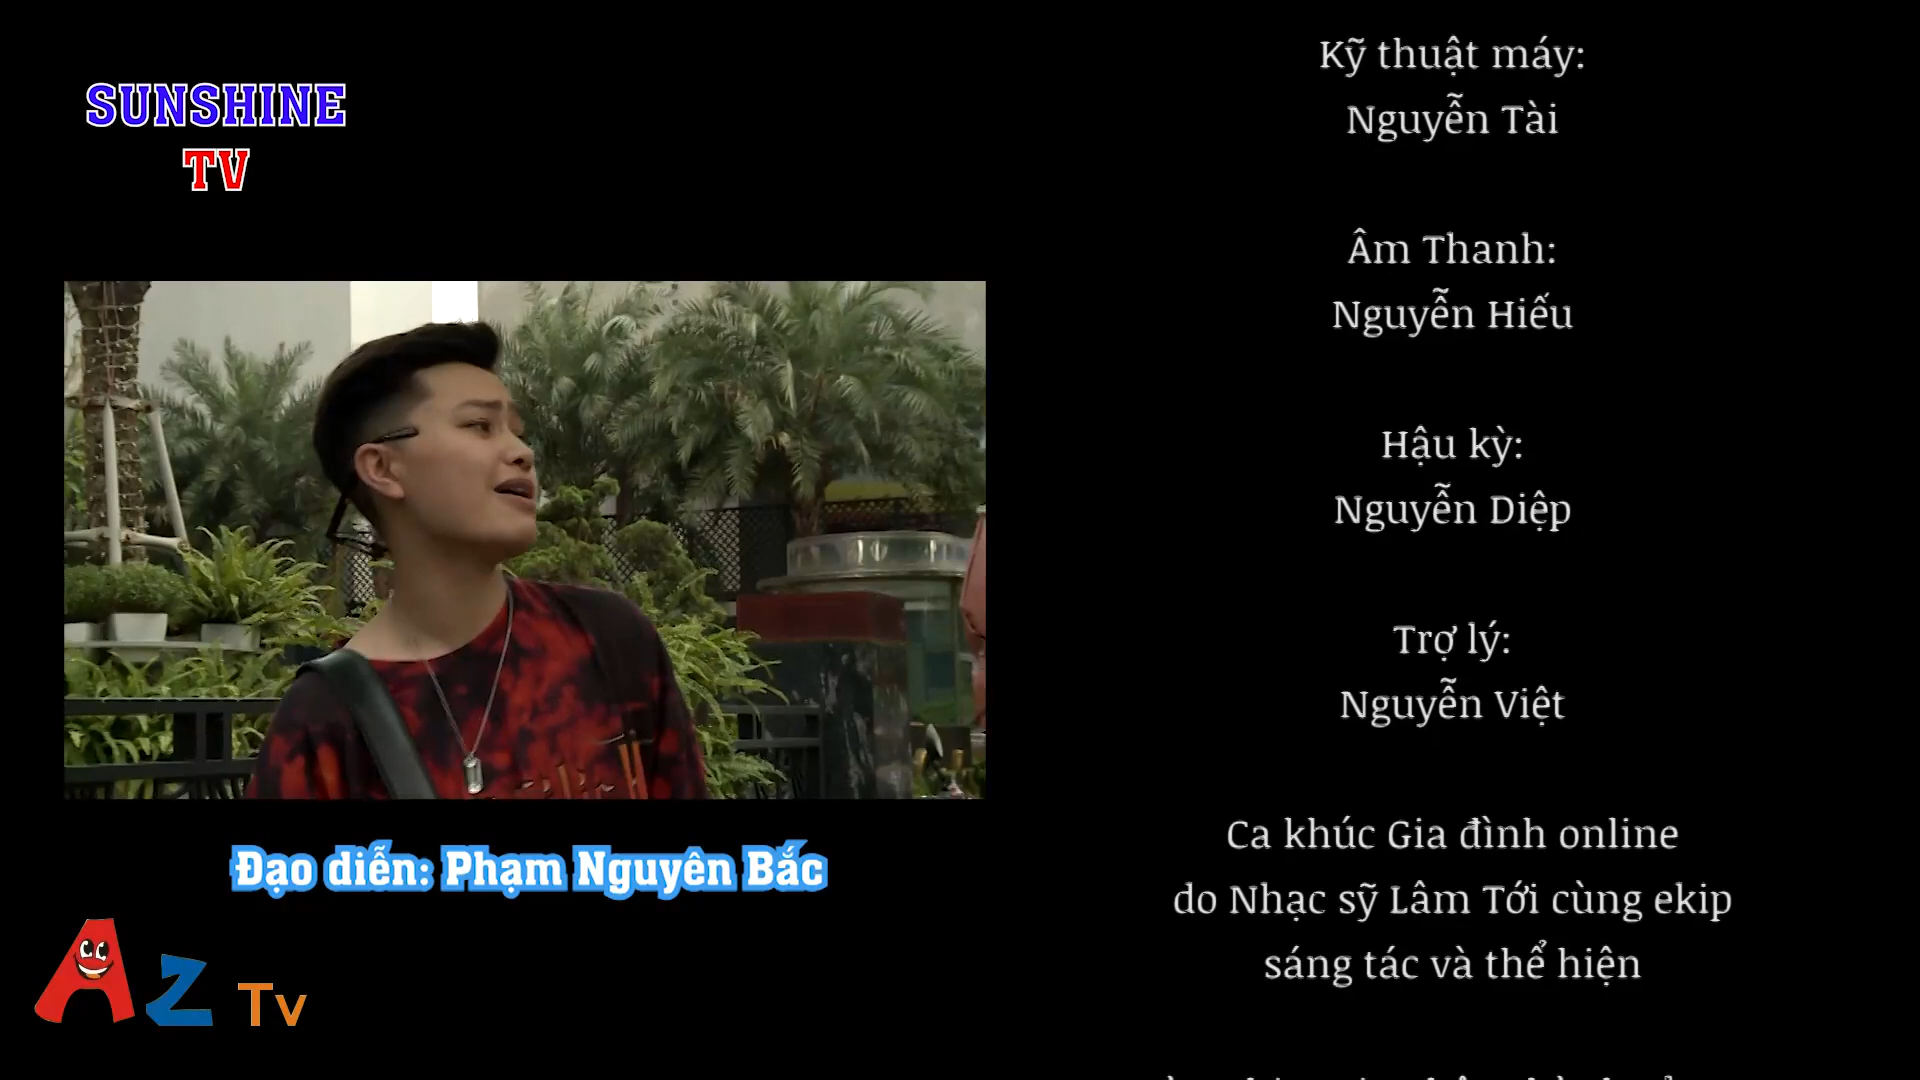 SUNSHINE
TV
Đạo diễn: Phạm Nguyên Bắc
AZ Tv
Kỹ thuật máy:
Nguyễn Tài
Âm Thanh:
Nguyễn Hiếu
Hậu kỳ:
Nguyễn Diệp
Trợ lý:
Nguyễn Việt
Ca khúc Gia đình online
do Nhạc sỹ Lâm Tới cùng ekip
sáng tác và thể hiện